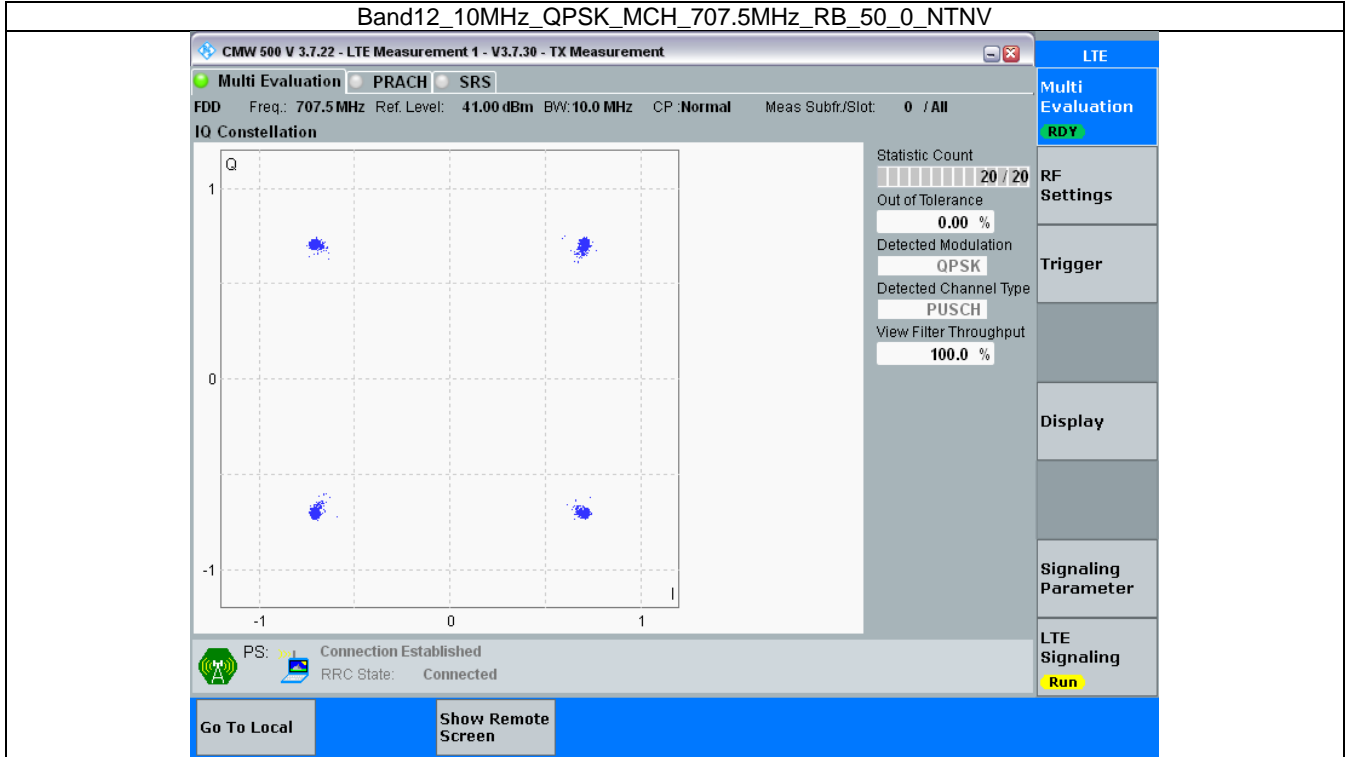 Band12_10MHz_QPSK_MCH_707.5MHz_RB_50_0_NTNV
CMW 500 V 3.7.22 - LTE Measurement 1 - V3.7.30 - TX Measurement
LTE
Multi Evaluation PRACH SRS
FDD Freq.: 707.5 MHz Ref. Level: 41.00 dBm BW: 10.0 MHz CP :Normal Meas Subfr./Slot: 0 / All
IQ Constellation
Multi
Evaluation
RDY
Q
1
0
-1
-1 0 1
I
Statistic Count
20 / 20
Out of Tolerance
0.00 %
Detected Modulation
QPSK
Detected Channel Type
PUSCH
View Filter Throughput
100.0 %
RF
Settings
Trigger
Display
Signaling
Parameter
LTE
Signaling
Run
PS: Connection Established
RRC State: Connected
Go To Local
Show Remote
Screen